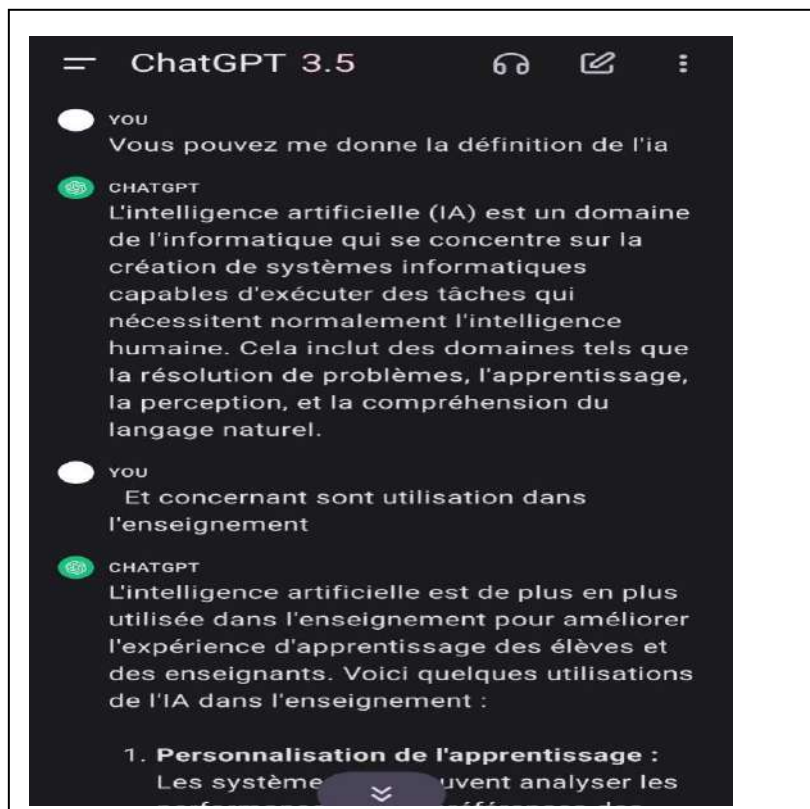 ChatGPT 3.5
YOU
Vous pouvez me donne la définition de l'ia
CHATGPT
L'intelligence artificielle (IA) est un domaine
de l'informatique qui se concentre sur la
création de systèmes informatiques
capables d'exécuter des tâches qui
nécessitent normalement l'intelligence
humaine. Cela inclut des domaines tels que
la résolution de problèmes, l'apprentissage,
la perception, et la compréhension du
langage naturel.
YOU
Et concernant sont utilisation dans
l'enseignement
CHATGPT
L'intelligence artificielle est de plus en plus
utilisée dans l'enseignement pour améliorer
l'expérience d'apprentissage des élèves et
des enseignants. Voici quelques utilisations
de l'IA dans l'enseignement :
1. Personnalisation de l'apprentissage :
Les analyser les